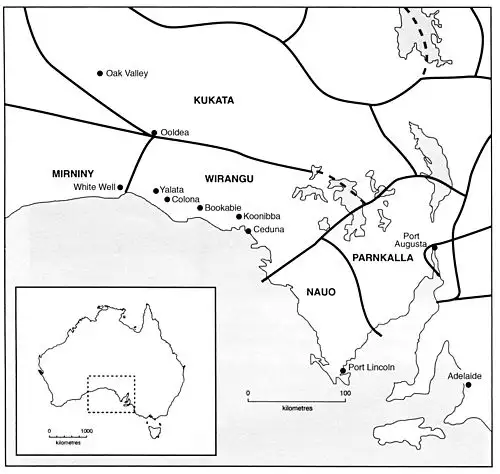 Oak Valley
KUKATA
Ooldea
MIRNINY
WIRANGU
White Well
Yalata
Colona
Bookabie
Koonibba
Ceduna
Port
Augusta
PARNKALLA
NAUO
Port Lincoln
Adelaide
0 100
kilometres
0 1000
kilometres